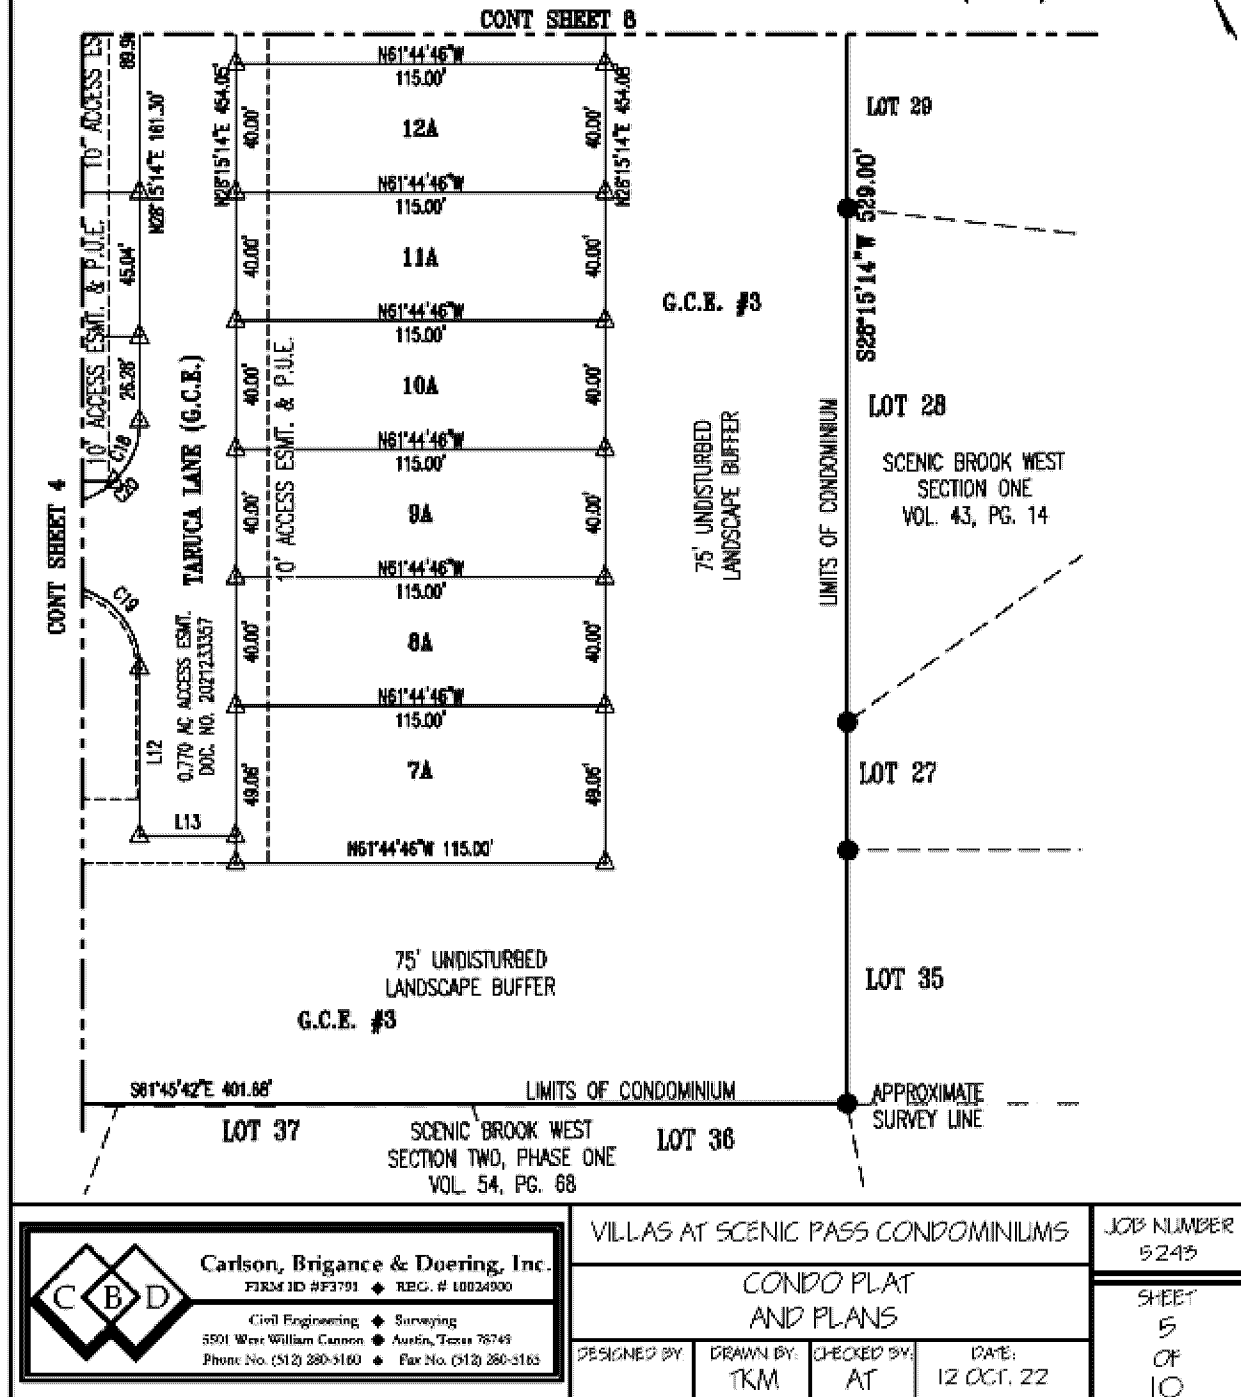 CONT SHEET 6
10' ACCESS ES
89.9
N28°15'14"E 161.30'
N28°15'14"E 454.06'
N61°44'46"W
115.00'
N28°15'14"E 454.06'
40.00'
12A
40.00'
LOT 29
N61°44'46"W
115.00'
S28°15'14"W 529.00'
45.04'
40.00'
11A
40.00'
G.C.E. #3
10' ACCESS ESMT. & P.U.E.
N61°44'46"W
115.00'
26.28'
TARUCA LANE (G.C.E.)
40.00'
10' ACCESS ESMT. & P.U.E.
10A
40.00'
LOT 28
75' UNDISTURBED
LANDSCAPE BUFFER
LIMITS OF CONDOMINIUM
SCENIC BROOK WEST
SECTION ONE
VOL. 43, PG. 14
C18
C20
N61°44'46"W
115.00'
CONT SHEET 4
40.00'
9A
40.00'
N61°44'46"W
115.00'
C19
0.770 AC ACCESS ESMT.
DOC. NO. 2021233357
40.00'
8A
40.00'
N61°44'46"W
115.00'
L12
49.06'
7A
49.06'
LOT 27
L13
N61°44'46"W 115.00'
75' UNDISTURBED
LANDSCAPE BUFFER
LOT 35
G.C.E. #3
S61°45'42"E 401.66'
LIMITS OF CONDOMINIUM
APPROXIMATE
SURVEY LINE
LOT 37
SCENIC BROOK WEST
SECTION TWO, PHASE ONE
VOL. 54, PG. 68
LOT 36
CBD
Carlson, Brigance & Doering, Inc.
FIRM ID #F3791 ◆ REG. # 10024900
Civil Engineering ◆ Surveying
5501 West William Cannon ◆ Austin, Texas 78749
Phone No. (512) 280-5160 ◆ Fax No. (512) 280-5165
VILLAS AT SCENIC PASS CONDOMINIUMS
CONDO PLAT
AND PLANS
DESIGNED BY:
DRAWN BY:
TKM
CHECKED BY:
AT
DATE:
12 OCT. 22
JOB NUMBER
5243
SHEET
5
OF
10